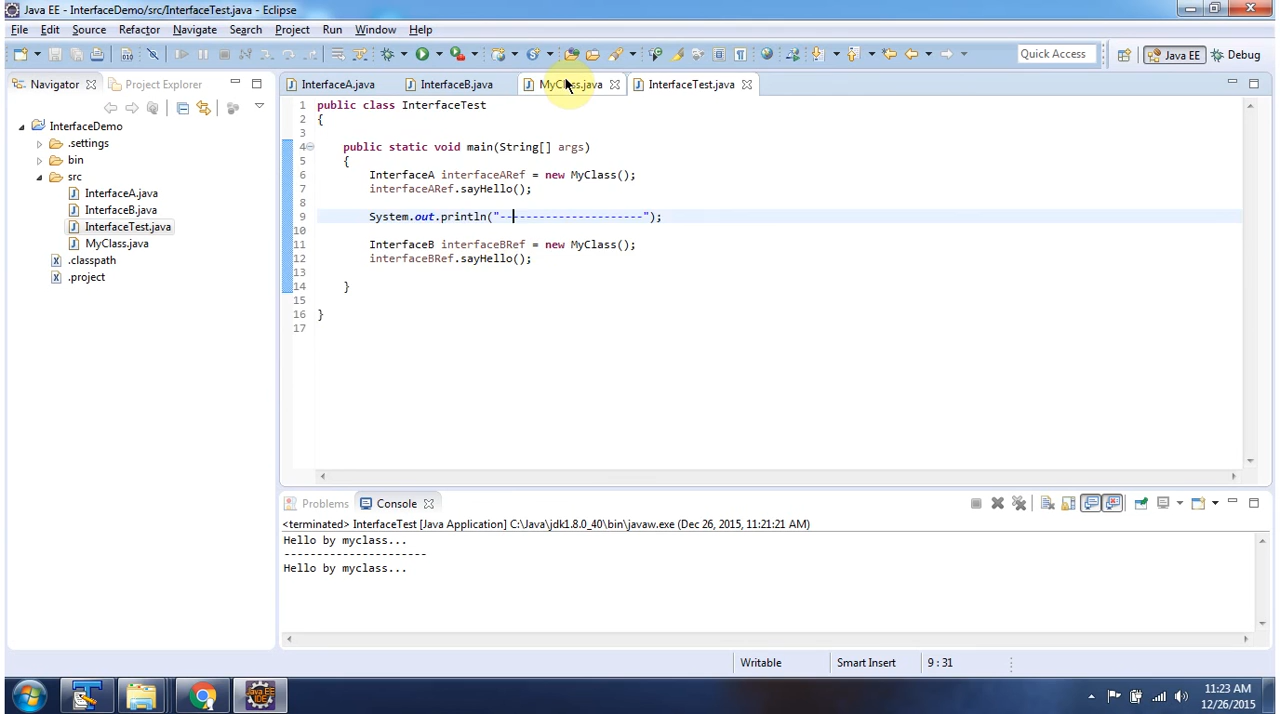 Java EE - InterfaceDemo/src/InterfaceTest.java - Eclipse
File Edit Source Refactor Navigate Search Project Run Window Help
Quick Access Java EE Debug
Navigator Project Explorer
InterfaceA.java InterfaceB.java MyClass.java InterfaceTest.java
InterfaceDemo
.settings
bin
src
InterfaceA.java
InterfaceB.java
InterfaceTest.java
MyClass.java
.classpath
.project
1 public class InterfaceTest
2 {
3
4 public static void main(String[] args)
5 {
6 InterfaceA interfaceARef = new MyClass();
7 interfaceARef.sayHello();
8
9 System.out.println("----------------------");
10
11 InterfaceB interfaceBRef = new MyClass();
12 interfaceBRef.sayHello();
13
14 }
15
16 }
17
Problems Console
<terminated> InterfaceTest [Java Application] C:\Java\jdk1.8.0_40\bin\javaw.exe (Dec 26, 2015, 11:21:21 AM)
Hello by myclass...
----------------------
Hello by myclass...
Writable Smart Insert 9 : 31
Java EE IDE
11:23 AM
12/26/2015